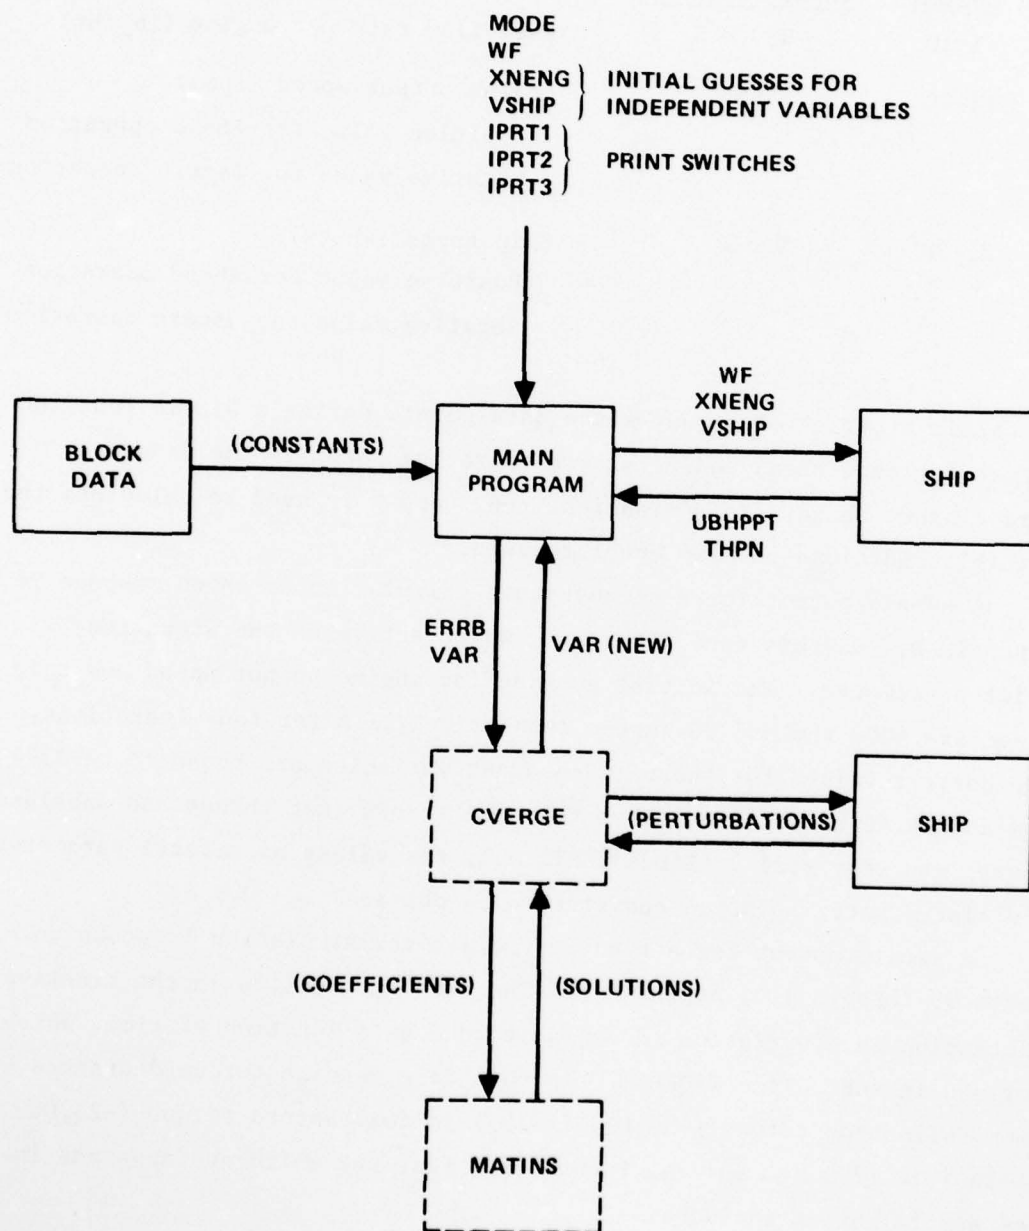 MODE
WF
XNENG
VSHIP
INITIAL GUESSES FOR
INDEPENDENT VARIABLES
IPRT1
IPRT2
IPRT3
PRINT SWITCHES
BLOCK
DATA
(CONSTANTS)
MAIN
PROGRAM
WF
XNENG
VSHIP
UBHPPT
THPN
SHIP
ERRB
VAR
VAR (NEW)
CVERGE
(PERTURBATIONS)
SHIP
(COEFFICIENTS)
(SOLUTIONS)
MATINS